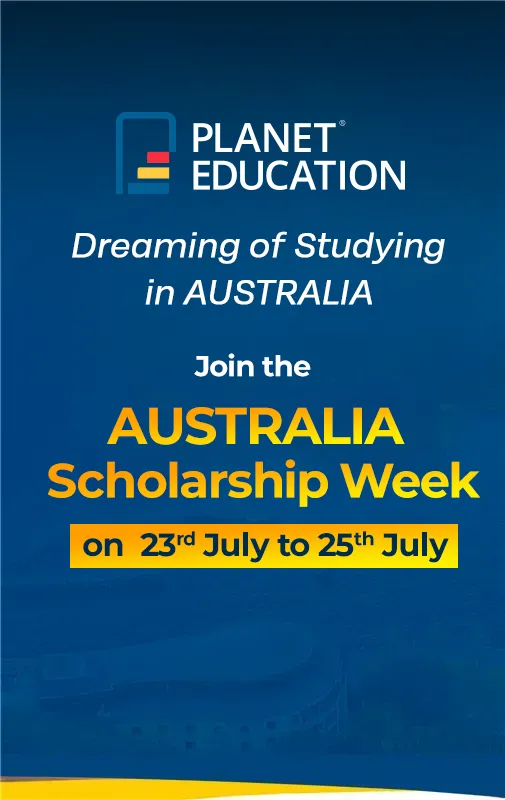 PLANET®
EDUCATION
Dreaming of Studying
in AUSTRALIA
Join the
AUSTRALIA
Scholarship Week
on 23rd July to 25th July